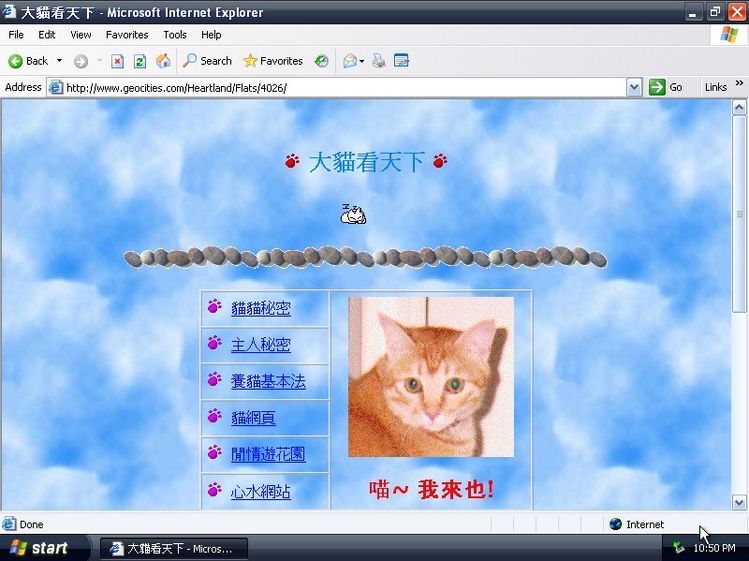 大貓看天下 - Microsoft Internet Explorer
File Edit View Favorites Tools Help
Back Search Favorites
Address http://www.geocities.com/Heartland/Flats/4026/ Go Links »
大貓看天下
z z
貓貓秘密
主人秘密
養貓基本法
貓網頁
閒情遊花園
心水網站
喵~ 我來也!
Done Internet
start 大貓看天下 - Micros... 10:50 PM